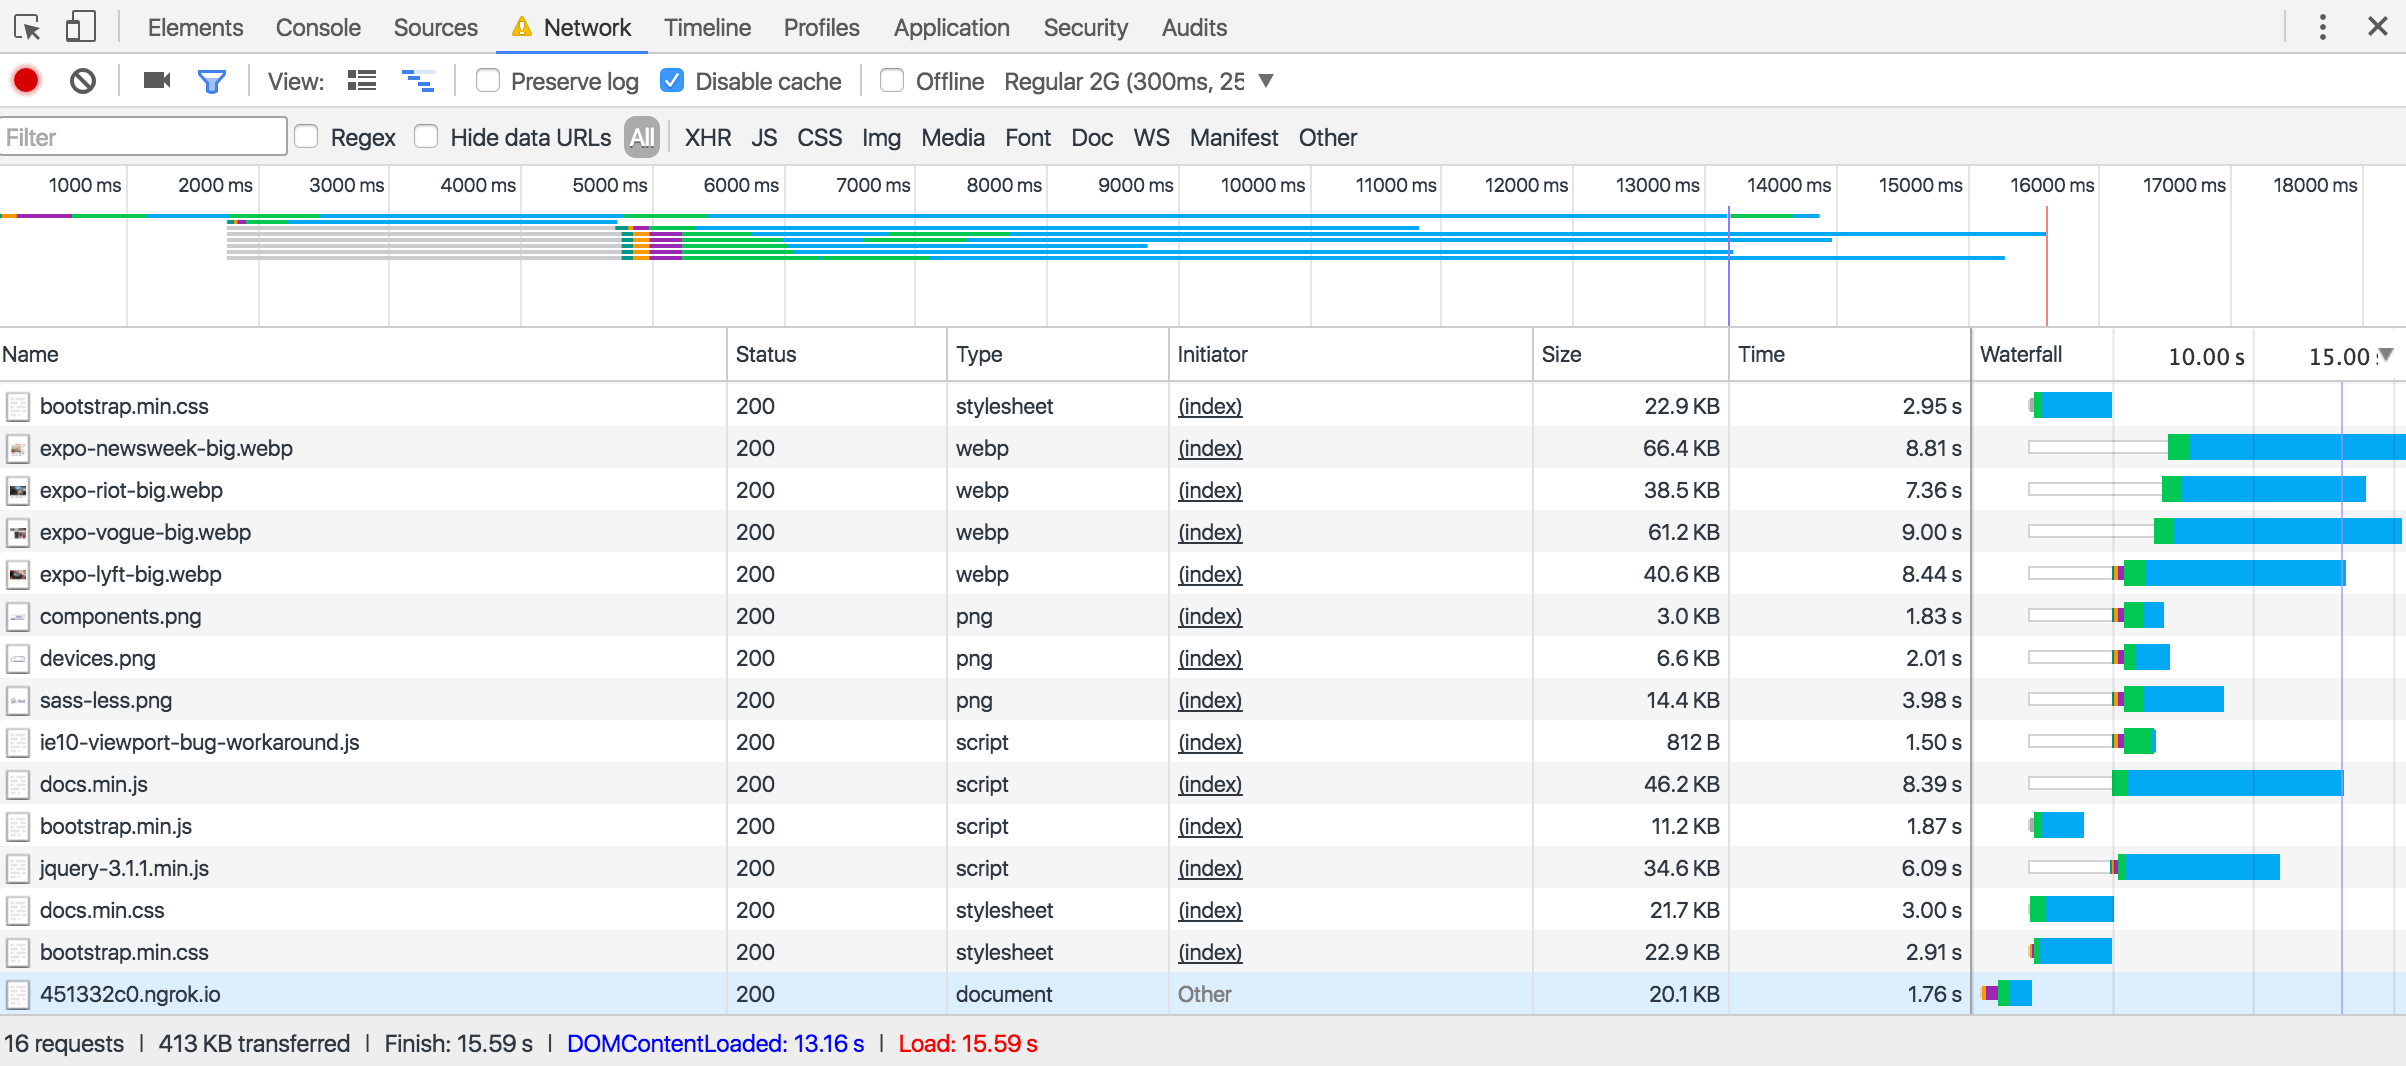 Elements Console Sources Network Timeline Profiles Application Security Audits
View: Preserve log Disable cache Offline Regular 2G (300ms, 25
Filter Regex Hide data URLs All XHR JS CSS Img Media Font Doc WS Manifest Other
1000 ms 2000 ms 3000 ms 4000 ms 5000 ms 6000 ms 7000 ms 8000 ms 9000 ms 10000 ms 11000 ms 12000 ms 13000 ms 14000 ms 15000 ms 16000 ms 17000 ms 18000 ms
Name Status Type Initiator Size Time Waterfall 10.00 s 15.00 s
bootstrap.min.css 200 stylesheet (index) 22.9 KB 2.95 s
expo-newsweek-big.webp 200 webp (index) 66.4 KB 8.81 s
expo-riot-big.webp 200 webp (index) 38.5 KB 7.36 s
expo-vogue-big.webp 200 webp (index) 61.2 KB 9.00 s
expo-lyft-big.webp 200 webp (index) 40.6 KB 8.44 s
components.png 200 png (index) 3.0 KB 1.83 s
devices.png 200 png (index) 6.6 KB 2.01 s
sass-less.png 200 png (index) 14.4 KB 3.98 s
ie10-viewport-bug-workaround.js 200 script (index) 812 B 1.50 s
docs.min.js 200 script (index) 46.2 KB 8.39 s
bootstrap.min.js 200 script (index) 11.2 KB 1.87 s
jquery-3.1.1.min.js 200 script (index) 34.6 KB 6.09 s
docs.min.css 200 stylesheet (index) 21.7 KB 3.00 s
bootstrap.min.css 200 stylesheet (index) 22.9 KB 2.91 s
451332c0.ngrok.io 200 document Other 20.1 KB 1.76 s
16 requests | 413 KB transferred | Finish: 15.59 s | DOMContentLoaded: 13.16 s | Load: 15.59 s